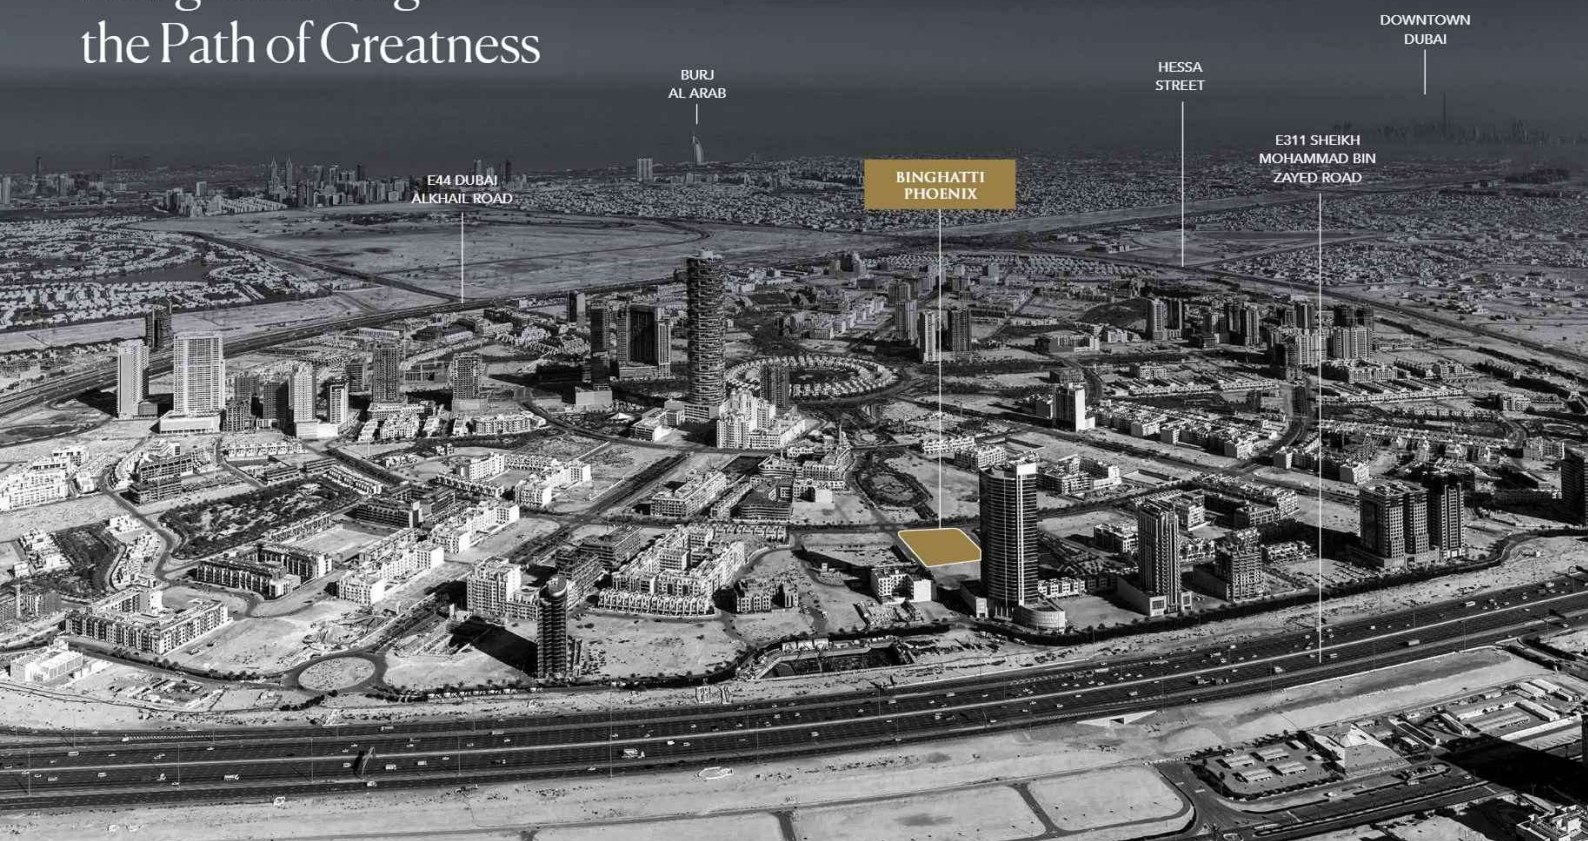 the Path of Greatness
DOWNTOWN
DUBAI
BURJ
AL ARAB
HESSA
STREET
E311 SHEIKH
MOHAMMAD BIN
ZAYED ROAD
E44 DUBAI
ALKHAIL ROAD
BINGHATTI
PHOENIX